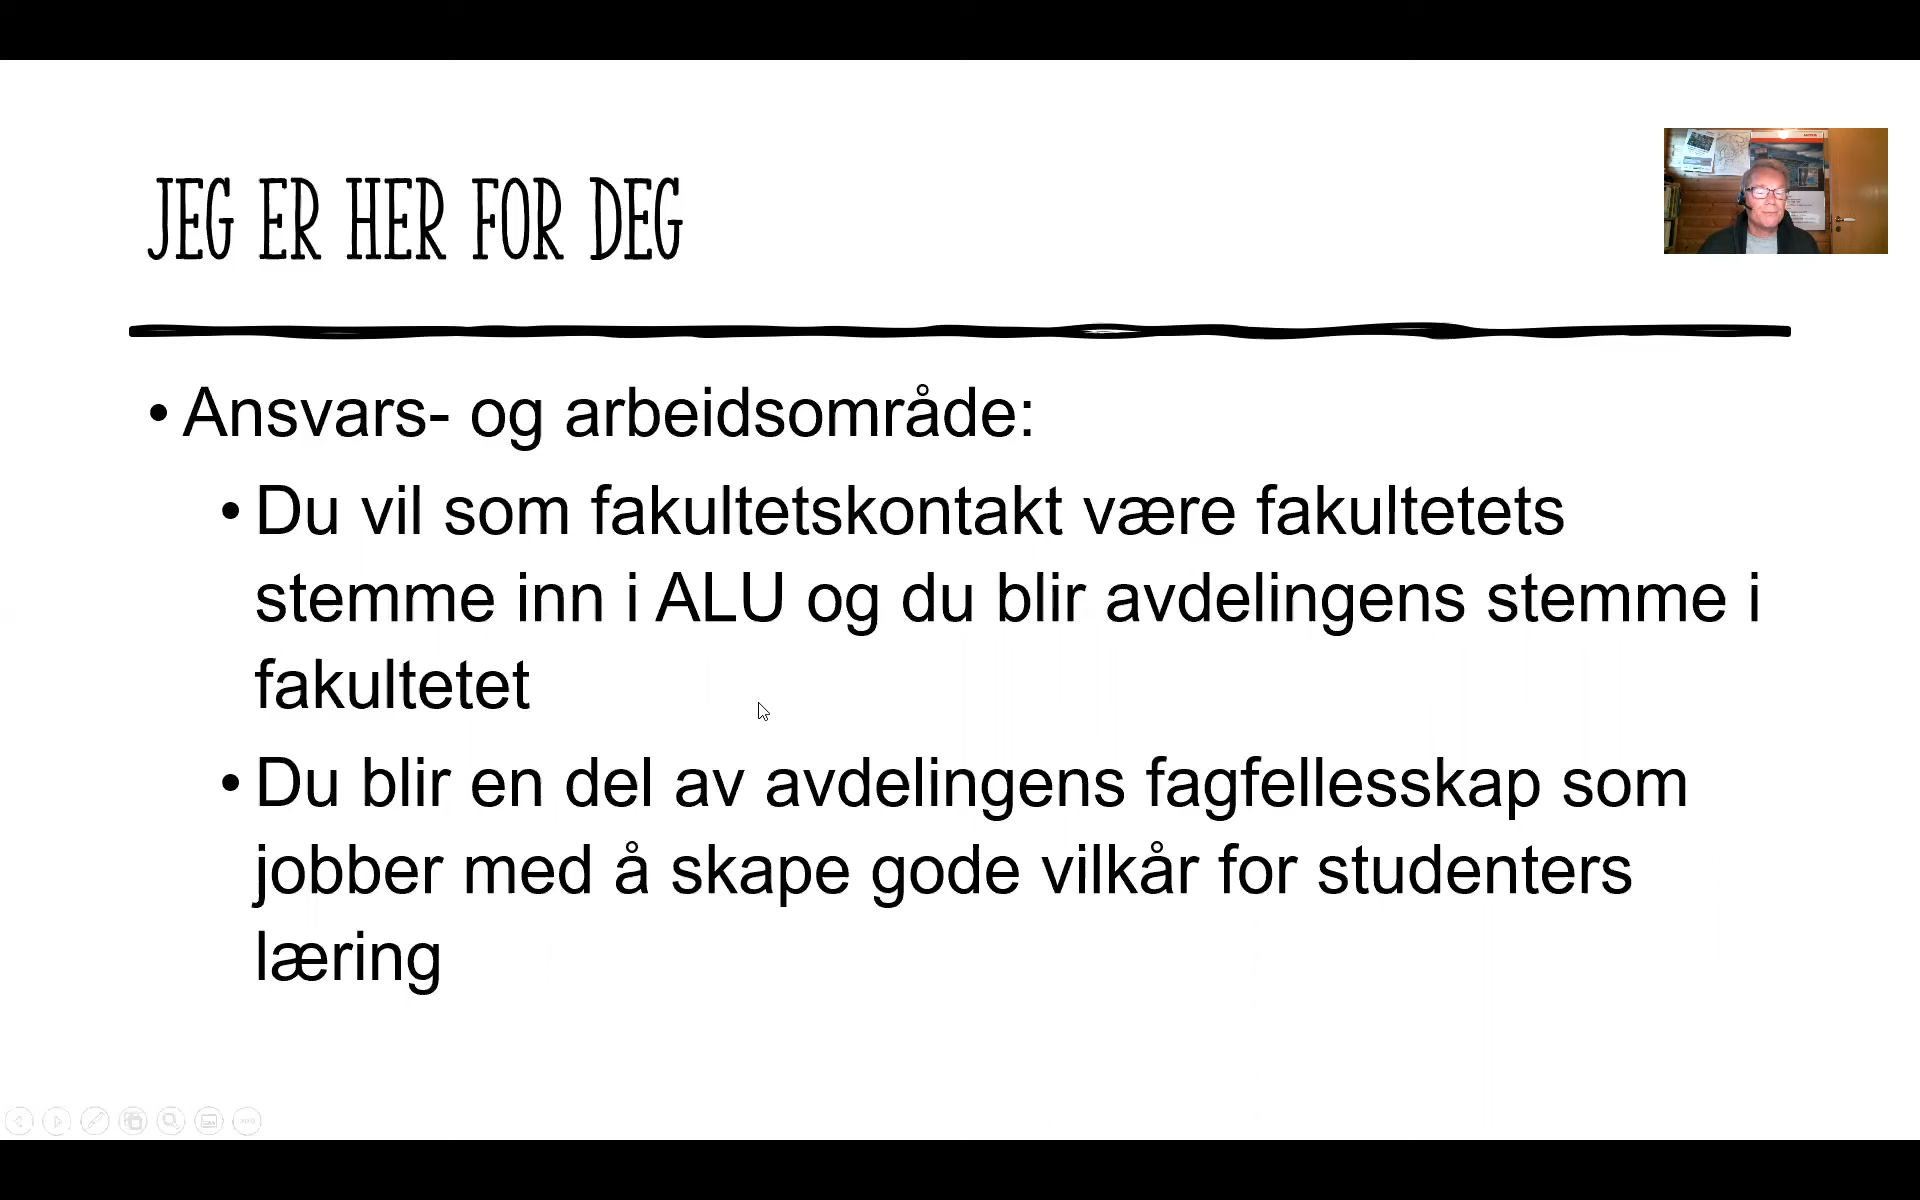 JEG ER HER FOR DEG
• Ansvars- og arbeidsområde:
• Du vil som fakultetskontakt være fakultetets
stemme inn i ALU og du blir avdelingens stemme i
fakultetet
• Du blir en del av avdelingens fagfellesskap som
jobber med å skape gode vilkår for studenters
læring